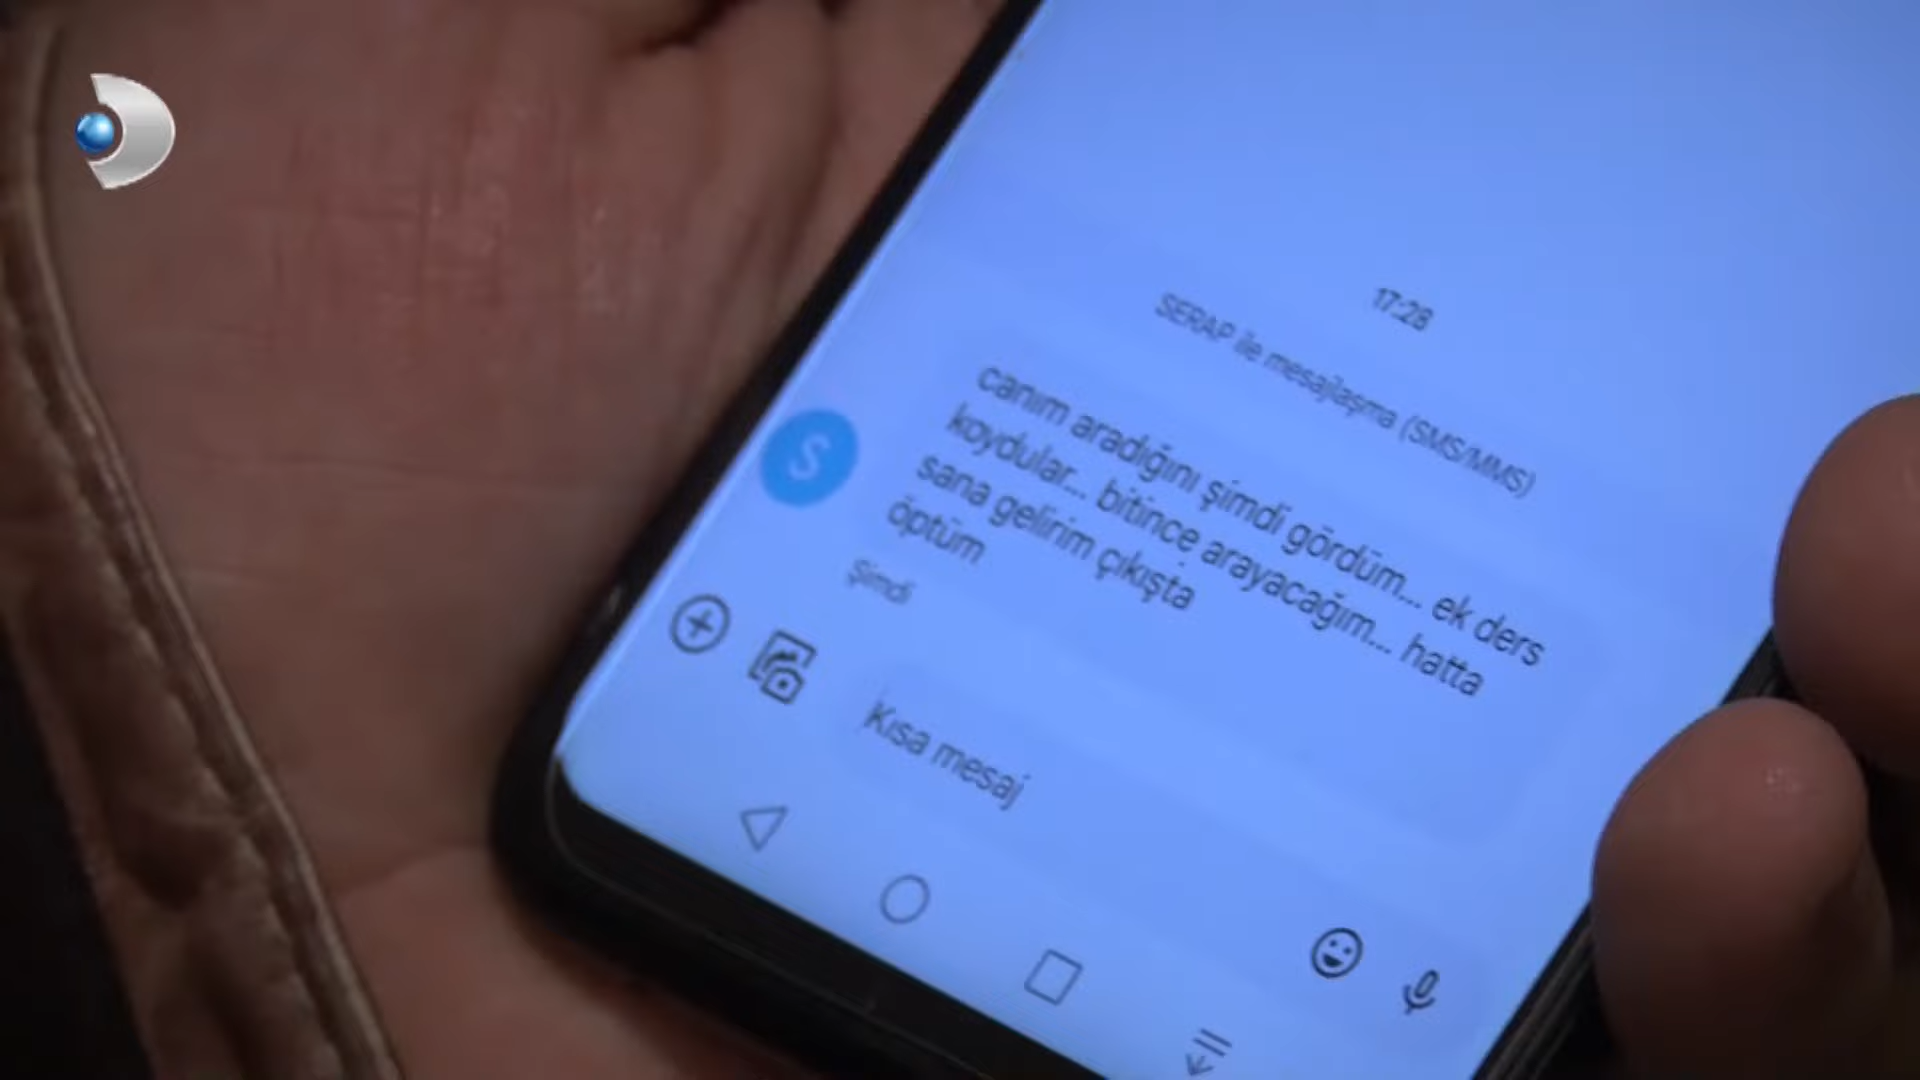 17:28
SERAP ile mesajlaşma (SMS/MMS)
canım aradığını şimdi gördüm... ek ders
koydular... bitince arayacağım... hatta
sana gelirim çıkışta
öptüm
S
Şimdi
Kısa mesaj